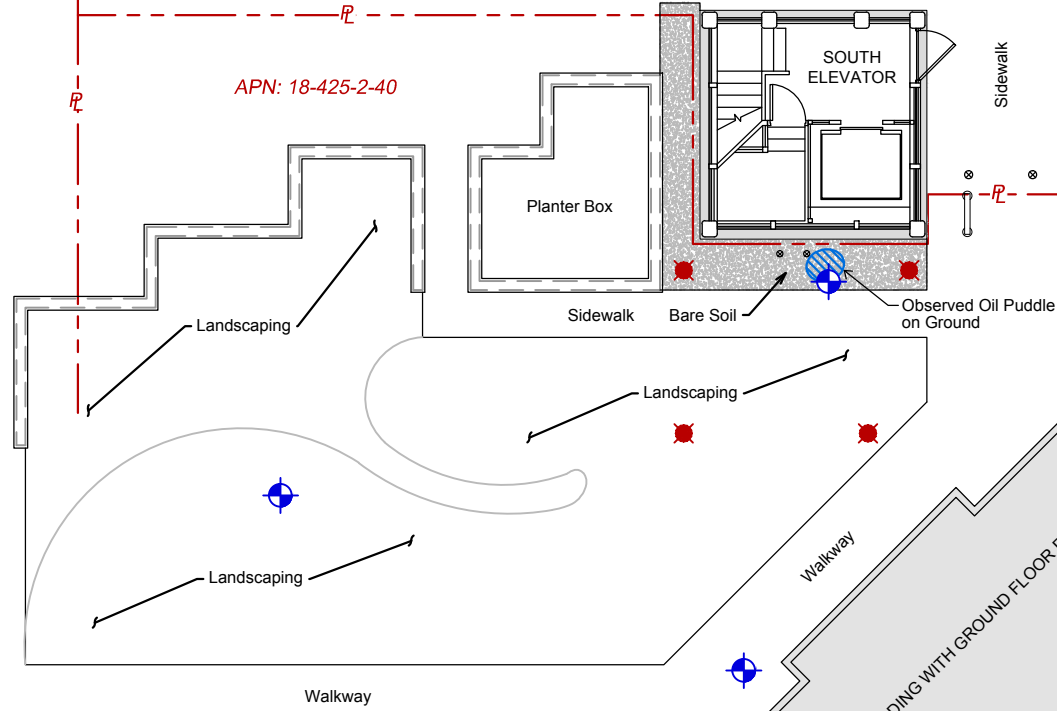 PL
PL
APN: 18-425-2-40
SOUTH
ELEVATOR
Sidewalk
PL
Planter Box
Observed Oil Puddle
on Ground
Sidewalk
Bare Soil
Landscaping
Landscaping
Landscaping
Walkway
Walkway
DING WITH GROUND FLOOR